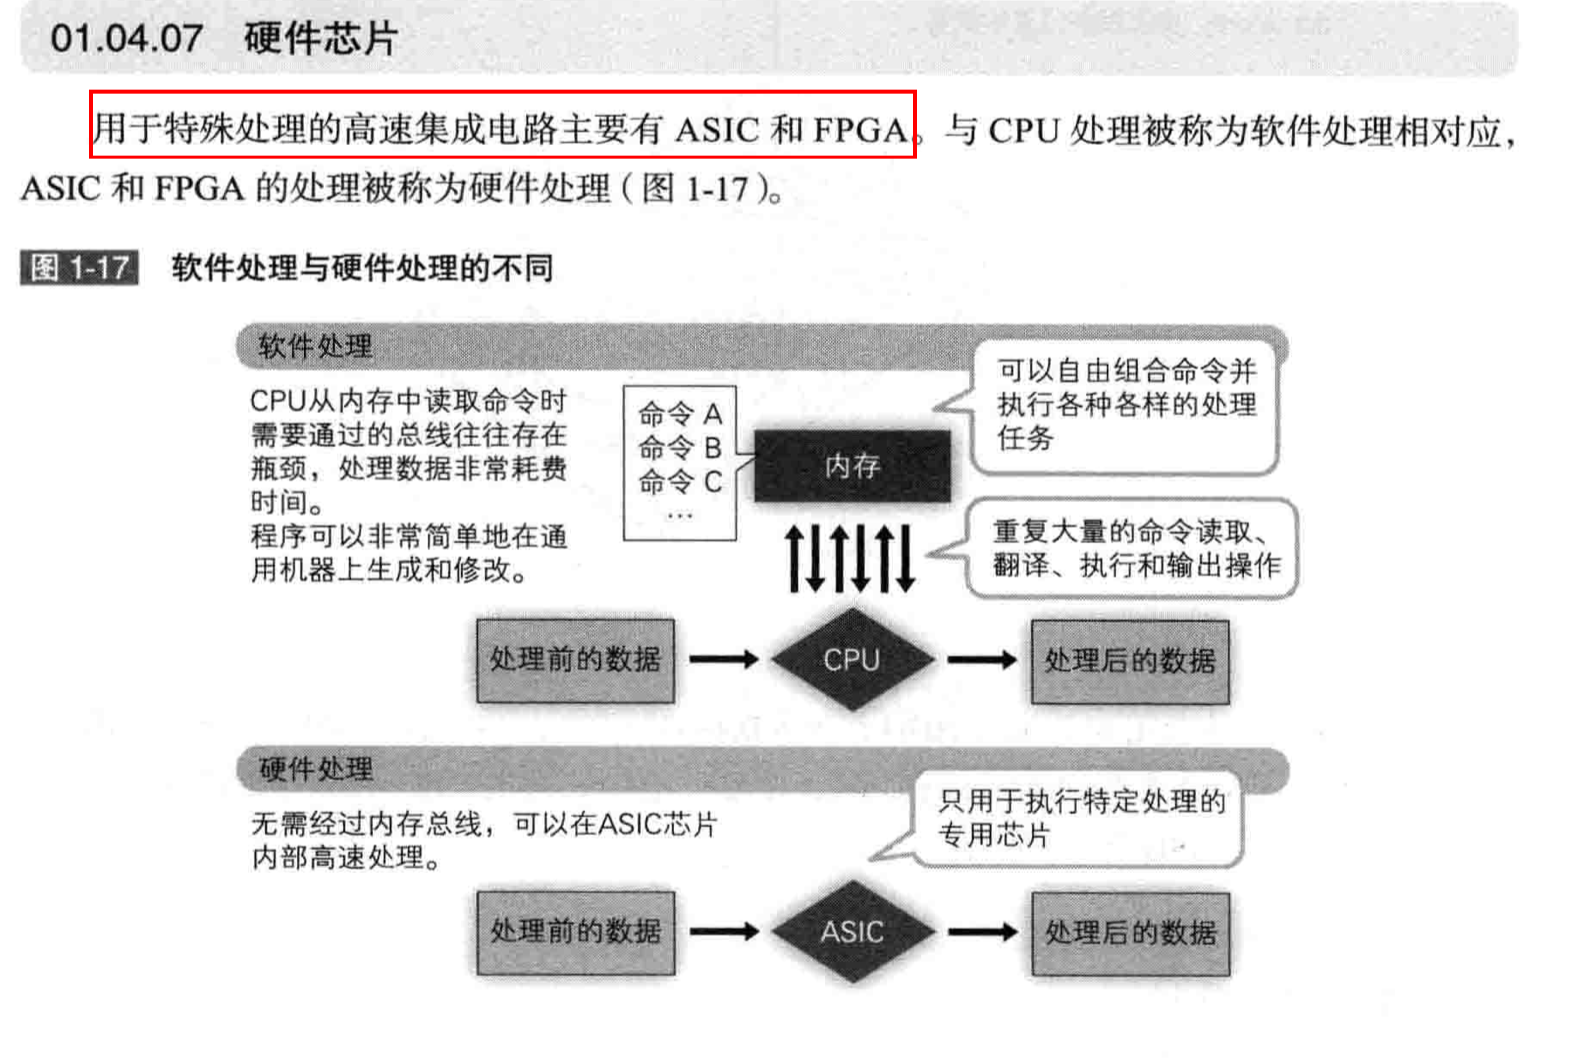 01.04.07 硬件芯片
用于特殊处理的高速集成电路主要有 ASIC 和 FPGA。与 CPU 处理被称为软件处理相对应，
ASIC 和 FPGA 的处理被称为硬件处理（图 1-17）。
图 1-17 软件处理与硬件处理的不同
软件处理
CPU从内存中读取命令时
需要通过的总线往往存在
瓶颈，处理数据非常耗费
时间。
程序可以非常简单地在通
用机器上生成和修改。
命令 A
命令 B
命令 C
…
内存
可以自由组合命令并
执行各种各样的处理
任务
重复大量的命令读取、
翻译、执行和输出操作
处理前的数据
CPU
处理后的数据
硬件处理
无需经过内存总线，可以在ASIC芯片
内部高速处理。
只用于执行特定处理的
专用芯片
处理前的数据
ASIC
处理后的数据